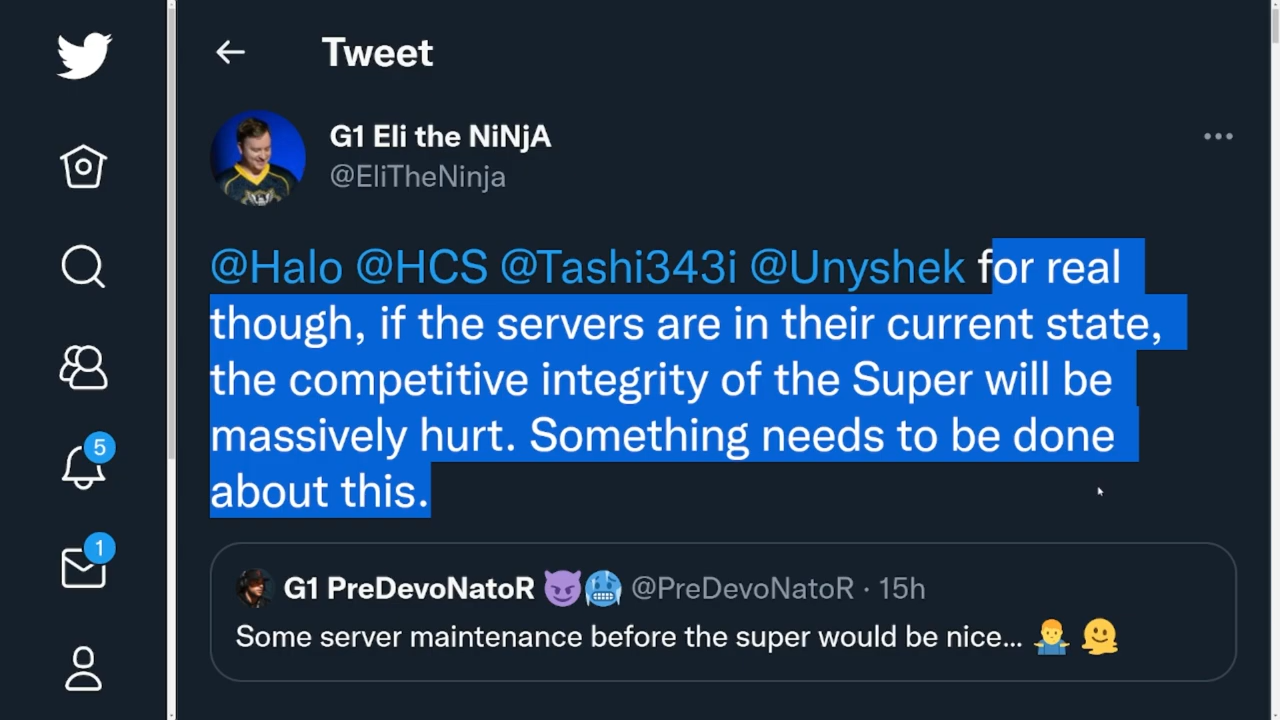 Tweet
G1 Eli the NiNjA
@EliTheNinja
@Halo @HCS @Tashi343i @Unyshek for real
though, if the servers are in their current state,
the competitive integrity of the Super will be
massively hurt. Something needs to be done
about this.
5
1
G1 PreDevoNatoR 😈🥶 @PreDevoNatoR · 15h
Some server maintenance before the super would be nice... 🤷‍♂️ 🫠